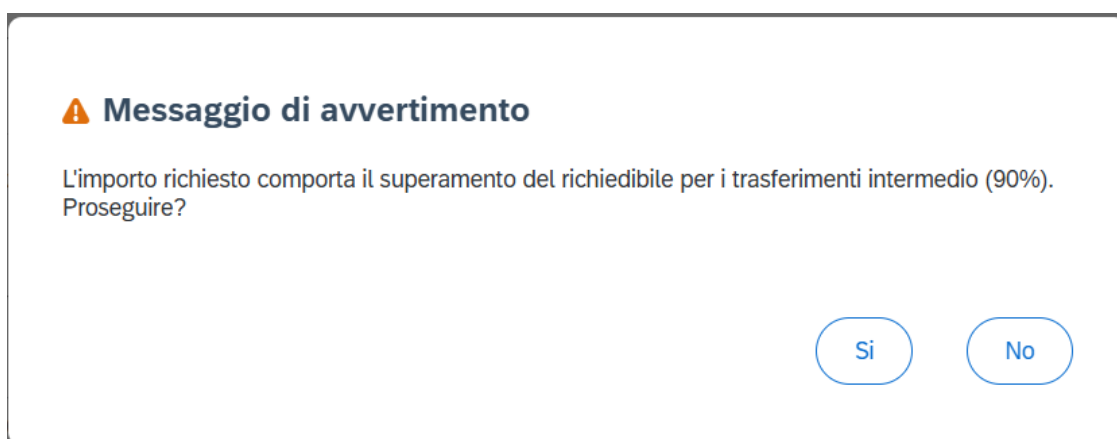 Messaggio di avvertimento
L'importo richiesto comporta il superamento del richiedibile per i trasferimenti intermedio (90%).
Proseguire?
Si No